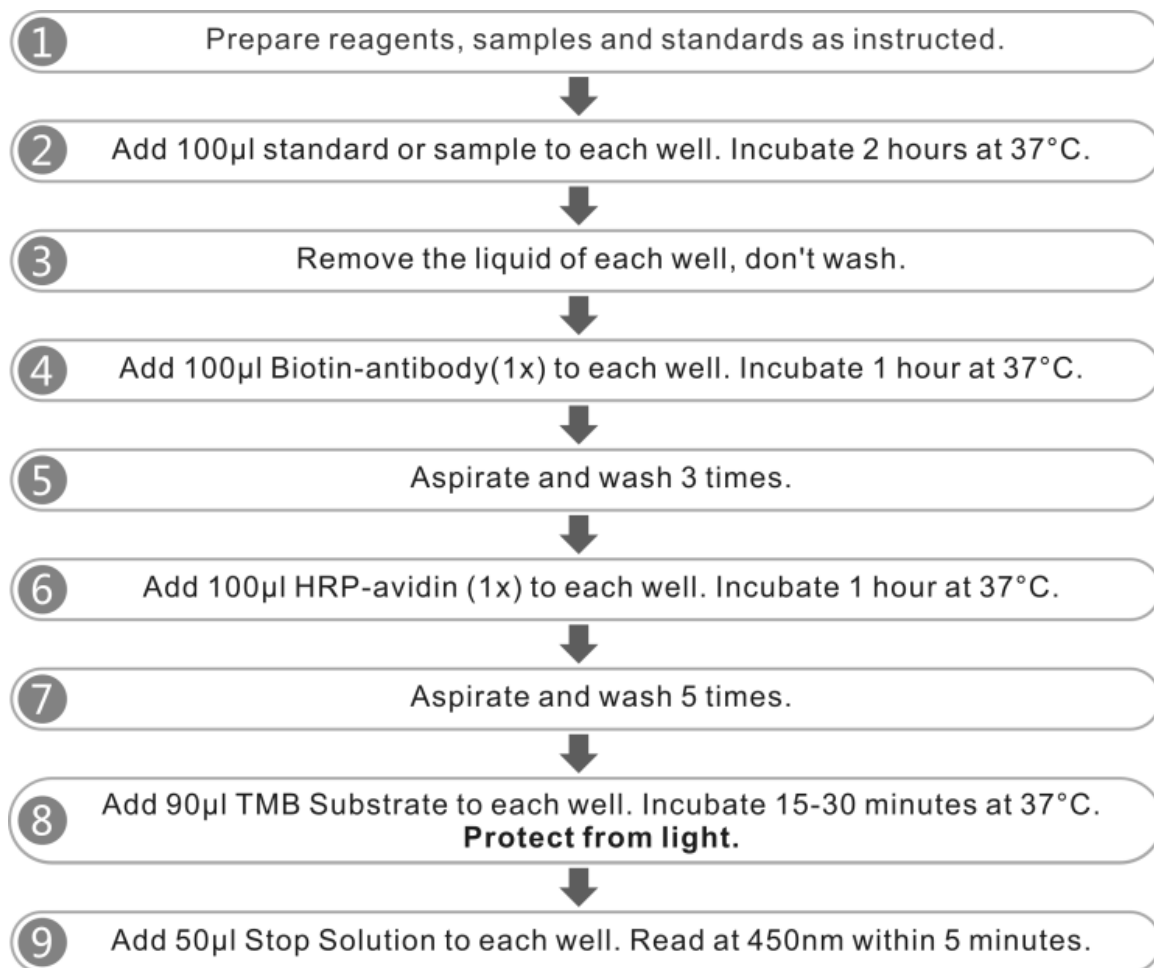 1 Prepare reagents, samples and standards as instructed.
2 Add 100μl standard or sample to each well. Incubate 2 hours at 37°C.
3 Remove the liquid of each well, don't wash.
4 Add 100μl Biotin-antibody(1x) to each well. Incubate 1 hour at 37°C.
5 Aspirate and wash 3 times.
6 Add 100μl HRP-avidin (1x) to each well. Incubate 1 hour at 37°C.
7 Aspirate and wash 5 times.
8 Add 90μl TMB Substrate to each well. Incubate 15-30 minutes at 37°C.
Protect from light.
9 Add 50μl Stop Solution to each well. Read at 450nm within 5 minutes.